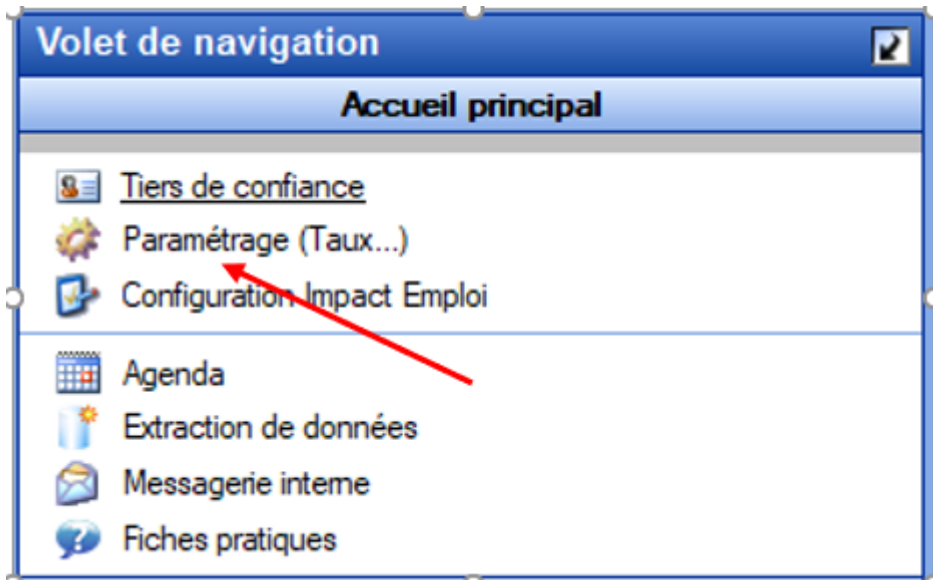 Volet de navigation
Accueil principal
Tiers de confiance
Paramétrage (Taux...)
Configuration Impact Emploi
Agenda
Extraction de données
Messagerie interne
Fiches pratiques